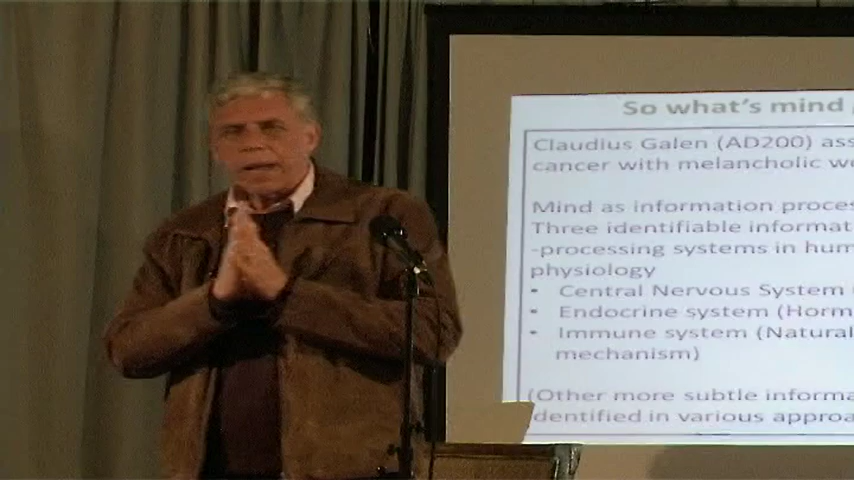 So what's mind
Claudius Galen (AD200) ass
cancer with melancholic w
Mind as information proces
Three identifiable informat
-processing systems in hum
physiology
• Central Nervous System
• Endocrine system (Horm
• Immune system (Natural
mechanism)
(Other more subtle informa
dentified in various approa